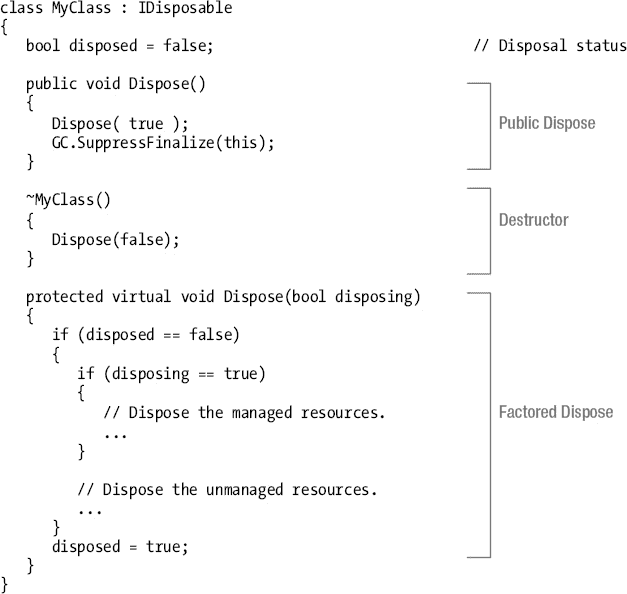 class MyClass : IDisposable
{
   bool disposed = false;                              // Disposal status

   public void Dispose()
   {
      Dispose( true );
      GC.SuppressFinalize(this);
   }
Public Dispose

   ~MyClass()
   {
      Dispose(false);
   }
Destructor

   protected virtual void Dispose(bool disposing)
   {
      if (disposed == false)
      {
         if (disposing == true)
         {
            // Dispose the managed resources.
            ...
         }

         // Dispose the unmanaged resources.
         ...
      }
      disposed = true;
   }
Factored Dispose
}